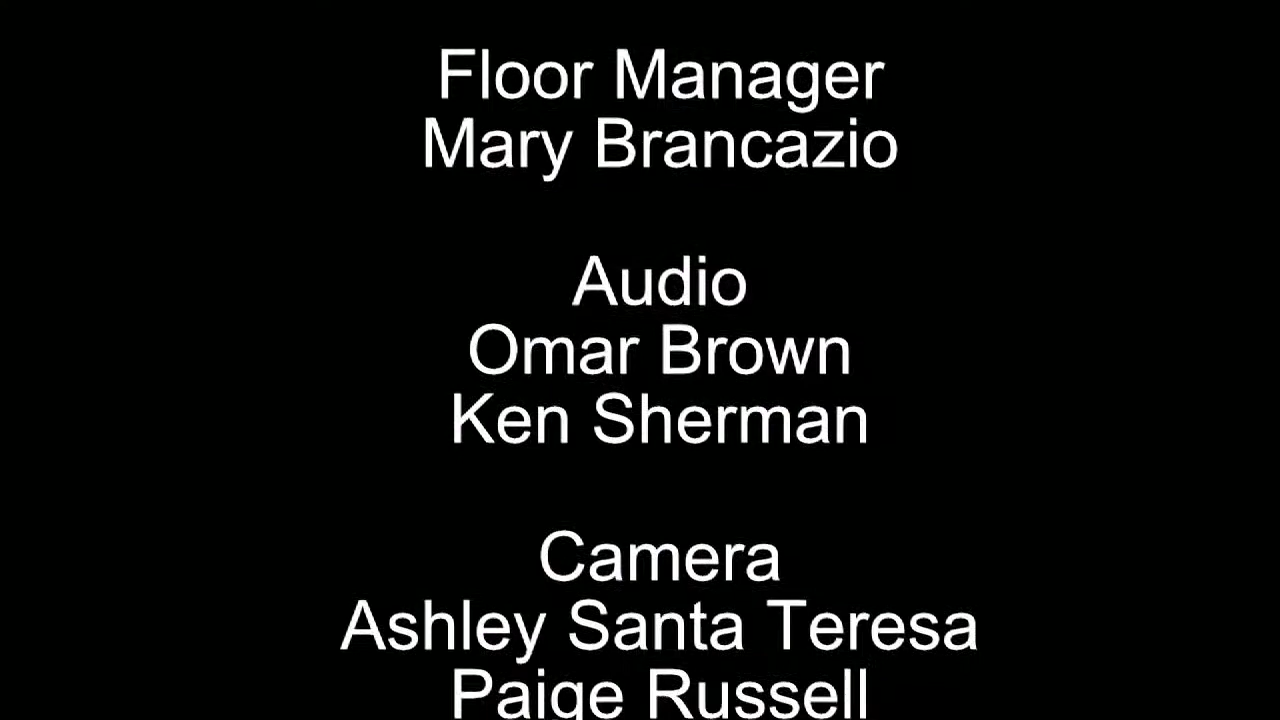 Floor Manager
Mary Brancazio
Audio
Omar Brown
Ken Sherman
Camera
Ashley Santa Teresa
Paige Russell